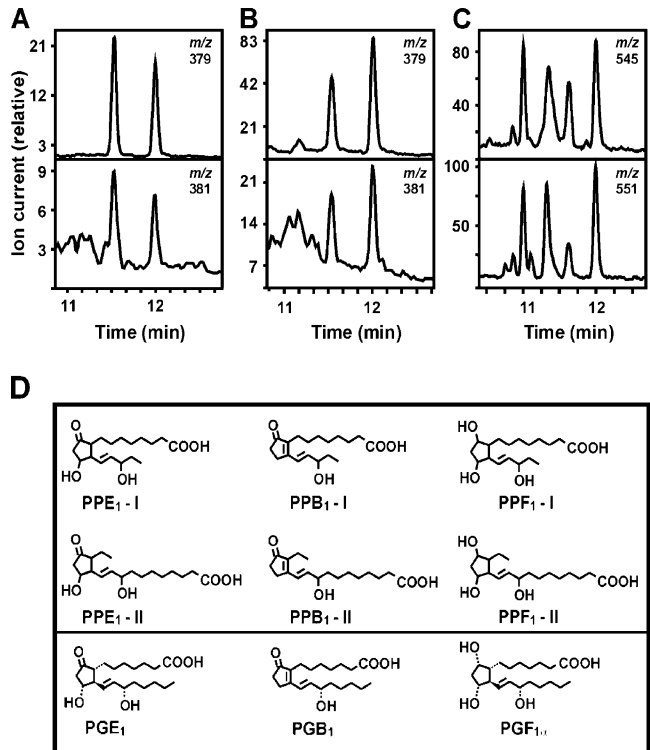 A B C
Ion current (relative)
21
12
3
m/z
379
9
6
3
m/z
381
11 12
Time (min)
83
42
21
m/z
379
21
14
7
m/z
381
11 12
Time (min)
80
40
m/z
545
100
50
m/z
551
11 12
Time (min)
D
O COOH HO OH
PPE₁ - I
O COOH OH
PPB₁ - I
HO COOH HO OH
PPF₁ - I
O COOH HO OH
PPE₁ - II
O COOH OH
PPB₁ - II
HO COOH HO OH
PPF₁ - II
O COOH HO OH
PGE₁
O COOH OH
PGB₁
HO COOH HO OH
PGF₁α